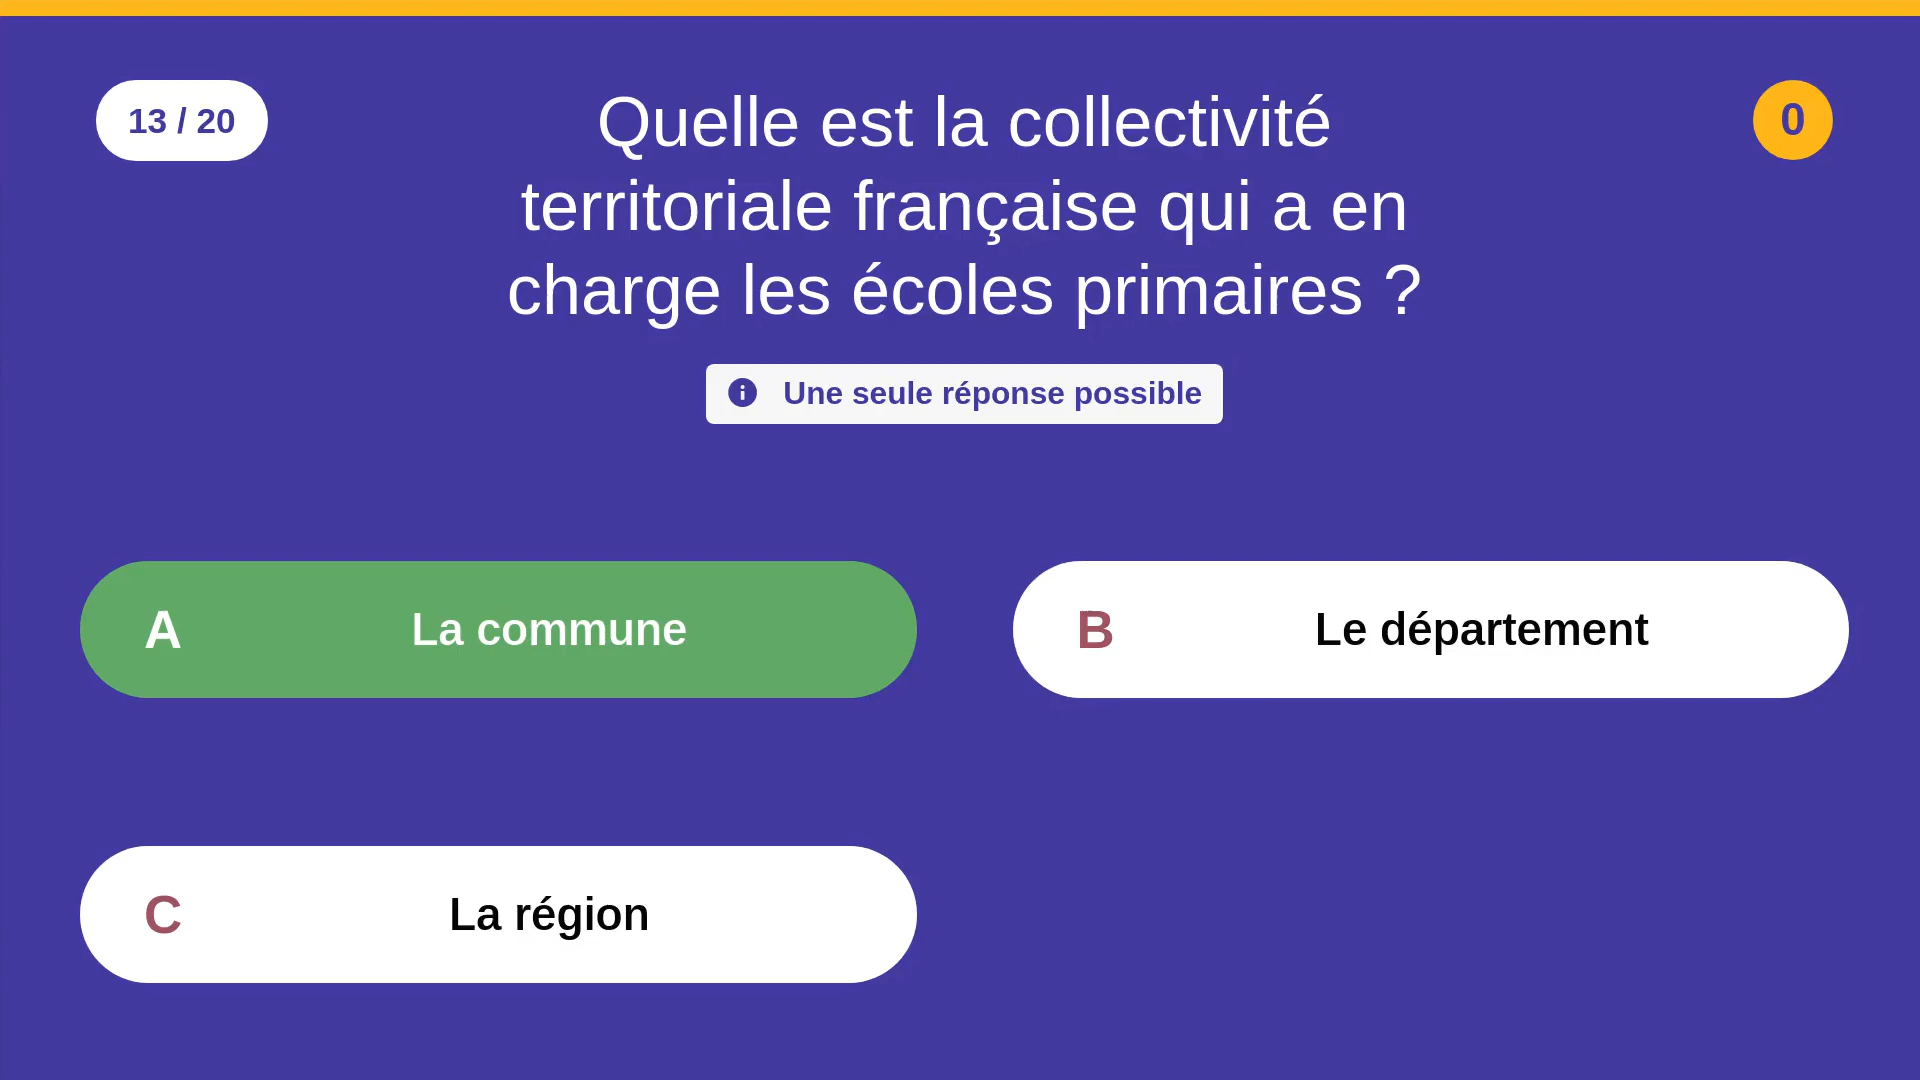 13 / 20
Quelle est la collectivité
territoriale française qui a en
charge les écoles primaires ?
0
Une seule réponse possible
A La commune
B Le département
C La région